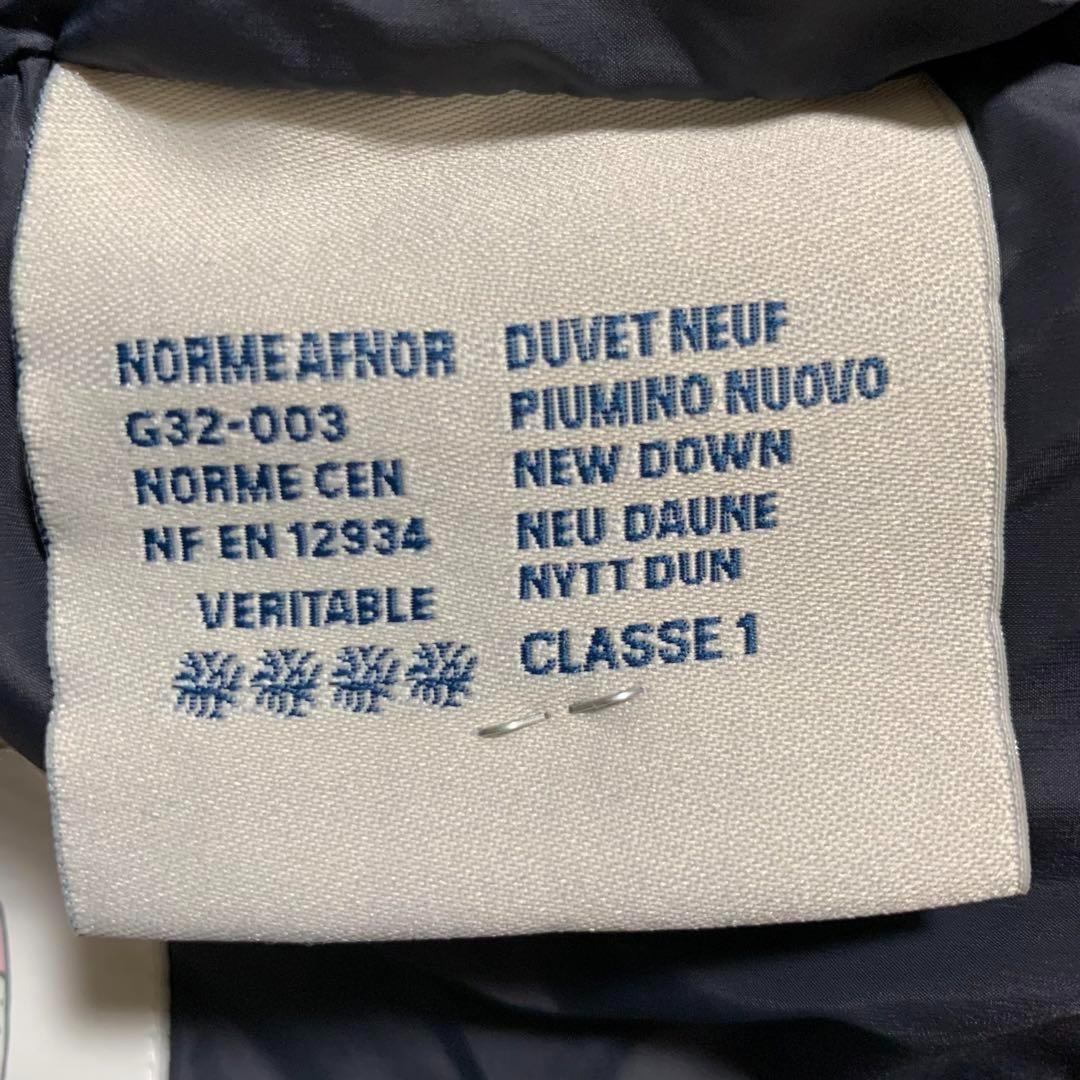 NORME AFNOR
G32-003
NORME CEN
NF EN 12934
VERITABLE
DUVET NEUF
PIUMINO NUOVO
NEW DOWN
NEU DAUNE
NYTT DUN
CLASSE 1